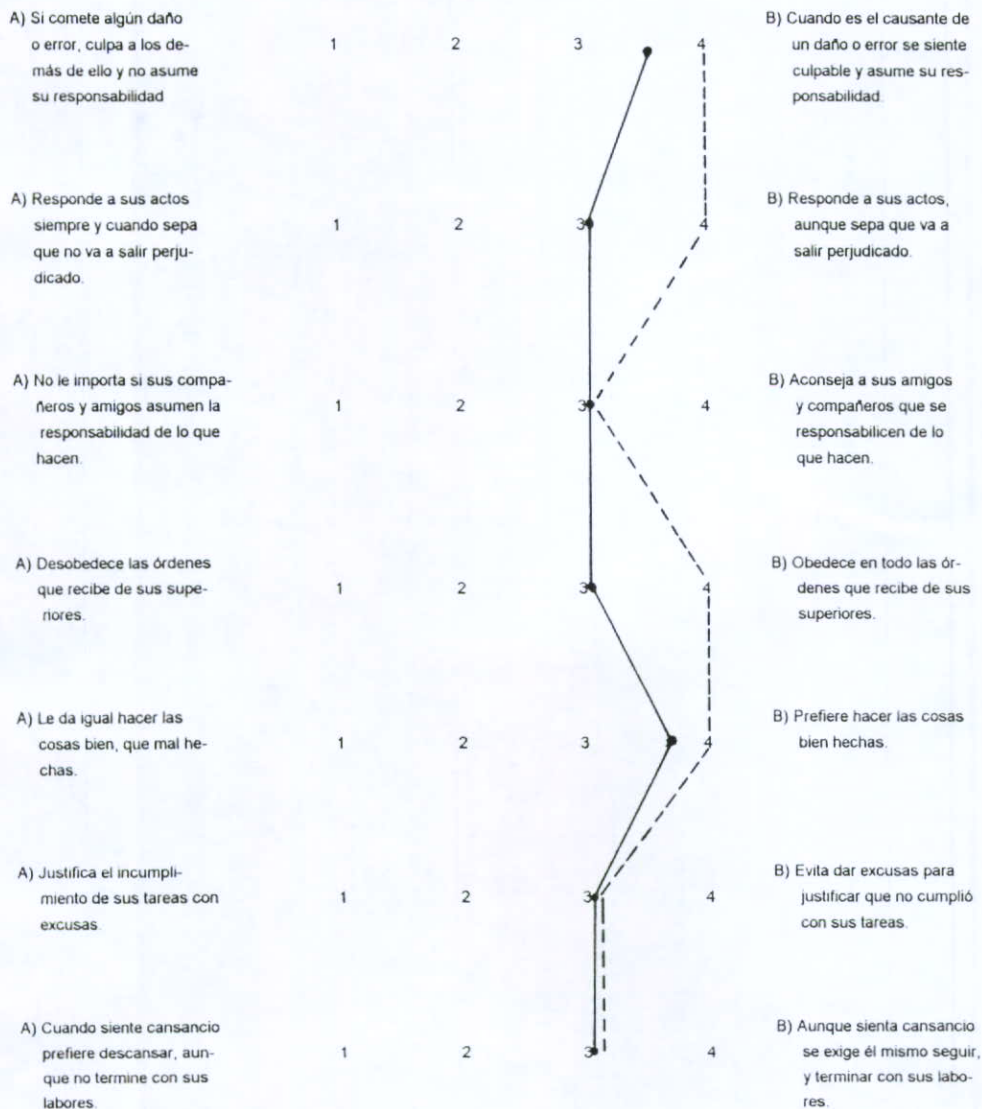 A) Si comete algún daño
o error, culpa a los de-
más de ello y no asume
su responsabilidad
1 2 3 4
B) Cuando es el causante de
un daño o error se siente
culpable y asume su res-
ponsabilidad.
A) Responde a sus actos
siempre y cuando sepa
que no va a salir perju-
dicado.
1 2 3 4
B) Responde a sus actos,
aunque sepa que va a
salir perjudicado.
A) No le importa si sus compa-
ñeros y amigos asumen la
responsabilidad de lo que
hacen.
1 2 3 4
B) Aconseja a sus amigos
y compañeros que se
responsabilicen de lo
que hacen.
A) Desobedece las órdenes
que recibe de sus supe-
riores.
1 2 3 4
B) Obedece en todo las ór-
denes que recibe de sus
superiores.
A) Le da igual hacer las
cosas bien, que mal he-
chas.
1 2 3 4
B) Prefiere hacer las cosas
bien hechas.
A) Justifica el incumpli-
miento de sus tareas con
excusas.
1 2 3 4
B) Evita dar excusas para
justificar que no cumplió
con sus tareas.
A) Cuando siente cansancio
prefiere descansar, aun-
que no termine con sus
labores.
1 2 3 4
B) Aunque sienta cansancio
se exige él mismo seguir,
y terminar con sus labo-
res.